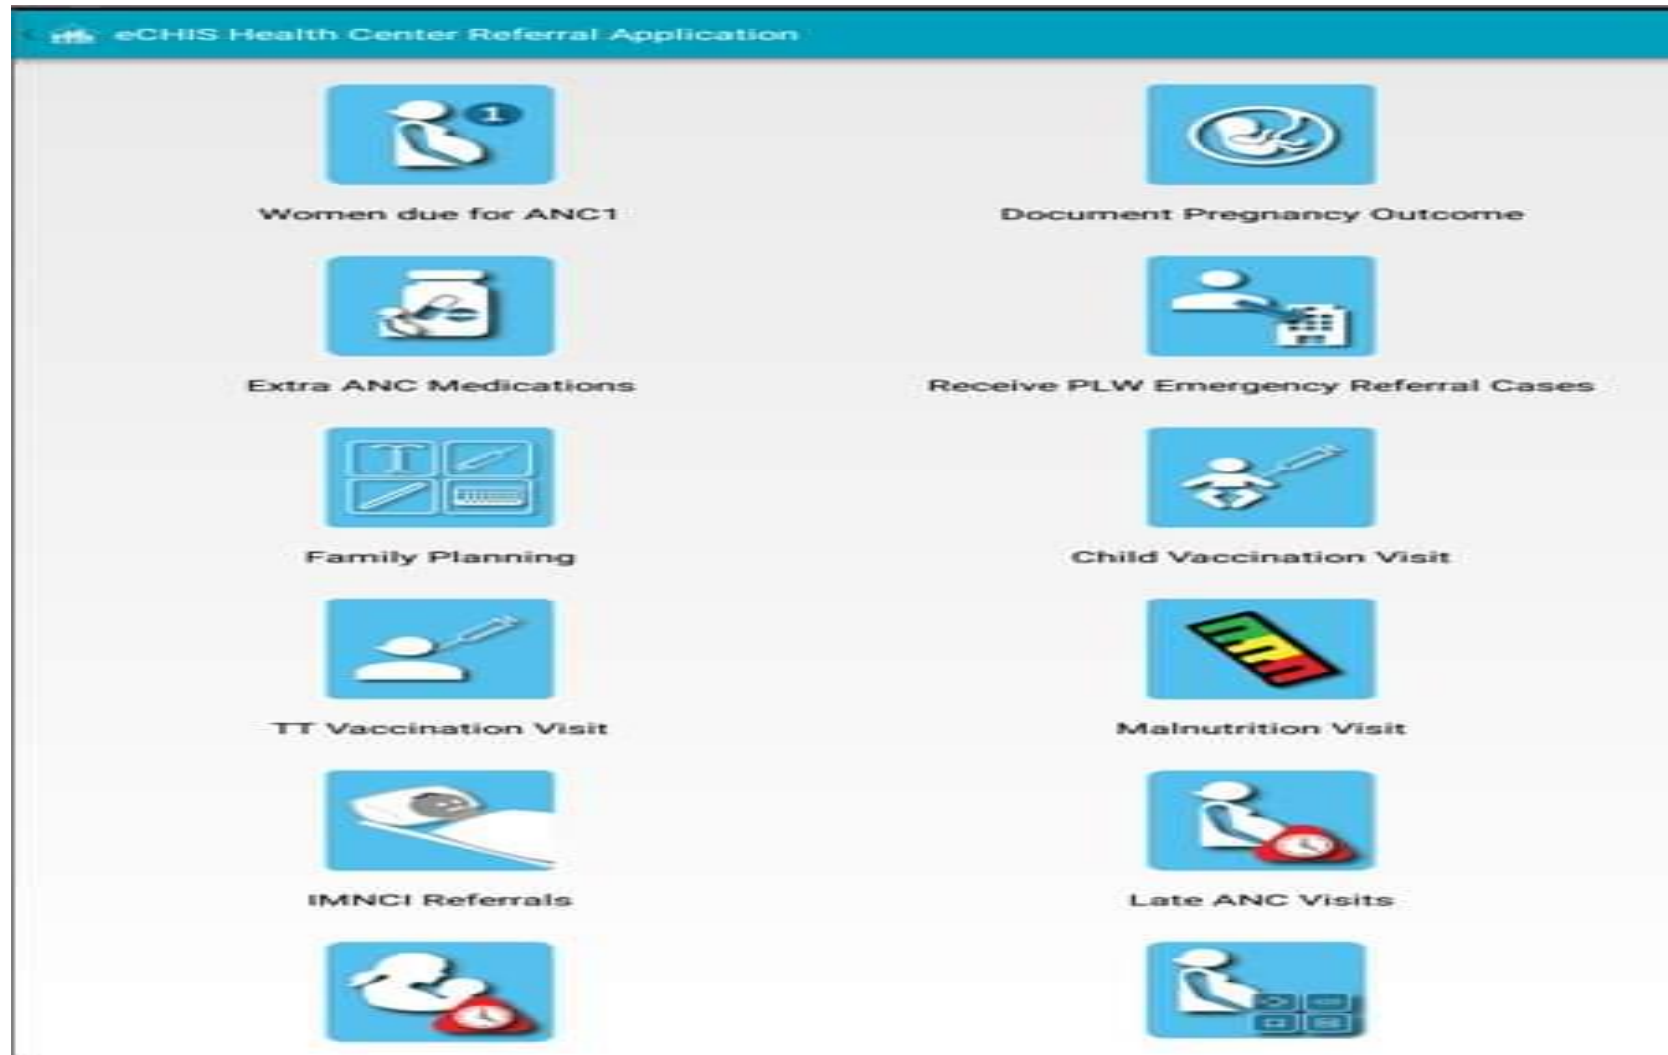 eCHIS Health Center Referral Application
1
Women due for ANC1
Document Pregnancy Outcome
Extra ANC Medications
Receive PLW Emergency Referral Cases
Family Planning
Child Vaccination Visit
TT Vaccination Visit
Malnutrition Visit
IMNCI Referrals
Late ANC Visits